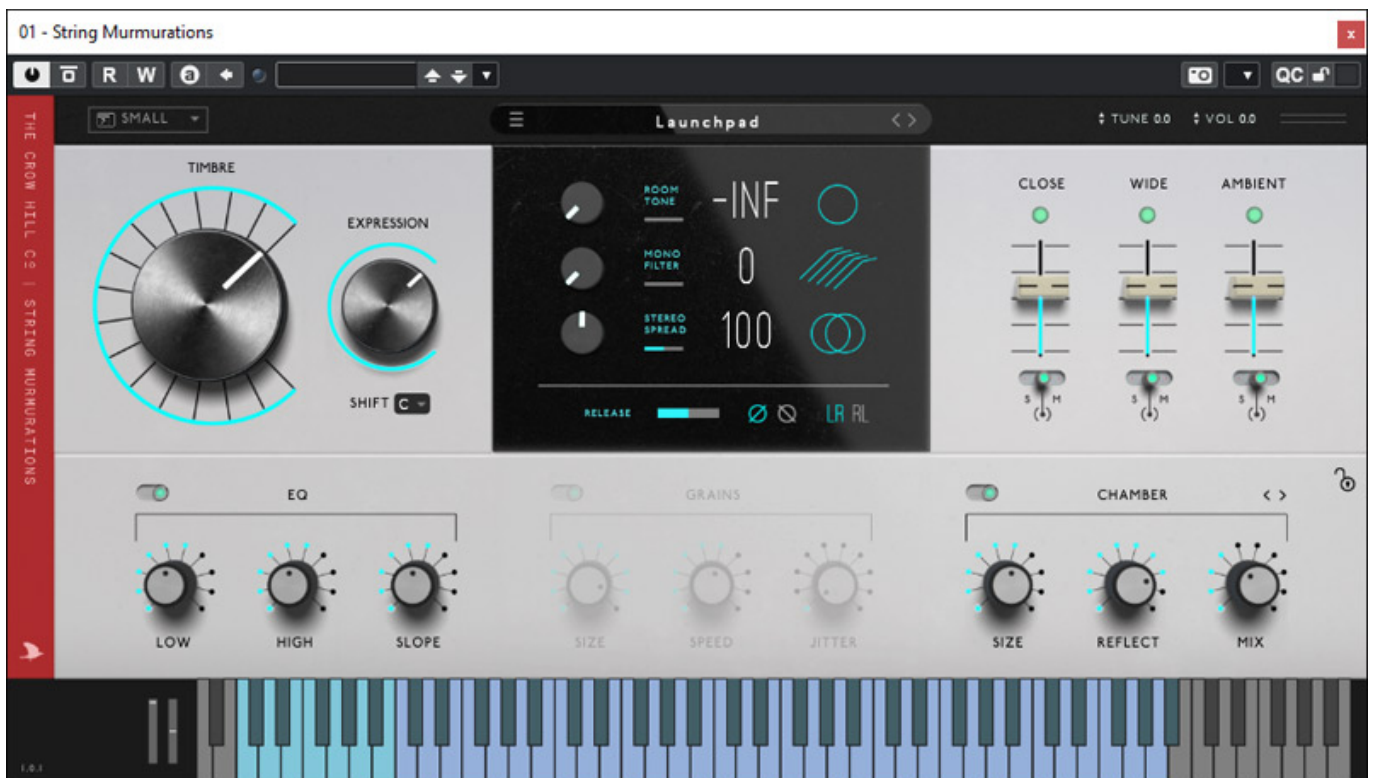 01 - String Murmurations
x
R W a QC
SMALL
Launchpad
TUNE 0.0 VOL 0.0
THE CROW HILL CO | STRING MURMURATIONS
TIMBRE
EXPRESSION
SHIFT C
ROOM
TONE
-INF
MONO
FILTER
0
STEREO
SPREAD
100
RELEASE
LR RL
CLOSE WIDE AMBIENT
S M S M S M
EQ
LOW HIGH SLOPE
GRAINS
SIZE SPEED JITTER
CHAMBER < >
SIZE REFLECT MIX
1.0.1